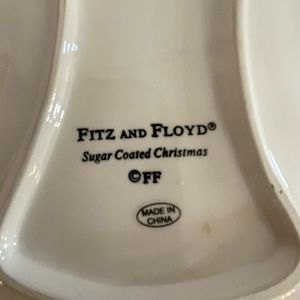 FITZ AND FLOYD®
Sugar Coated Christmas
©FF
MADE IN
CHINA